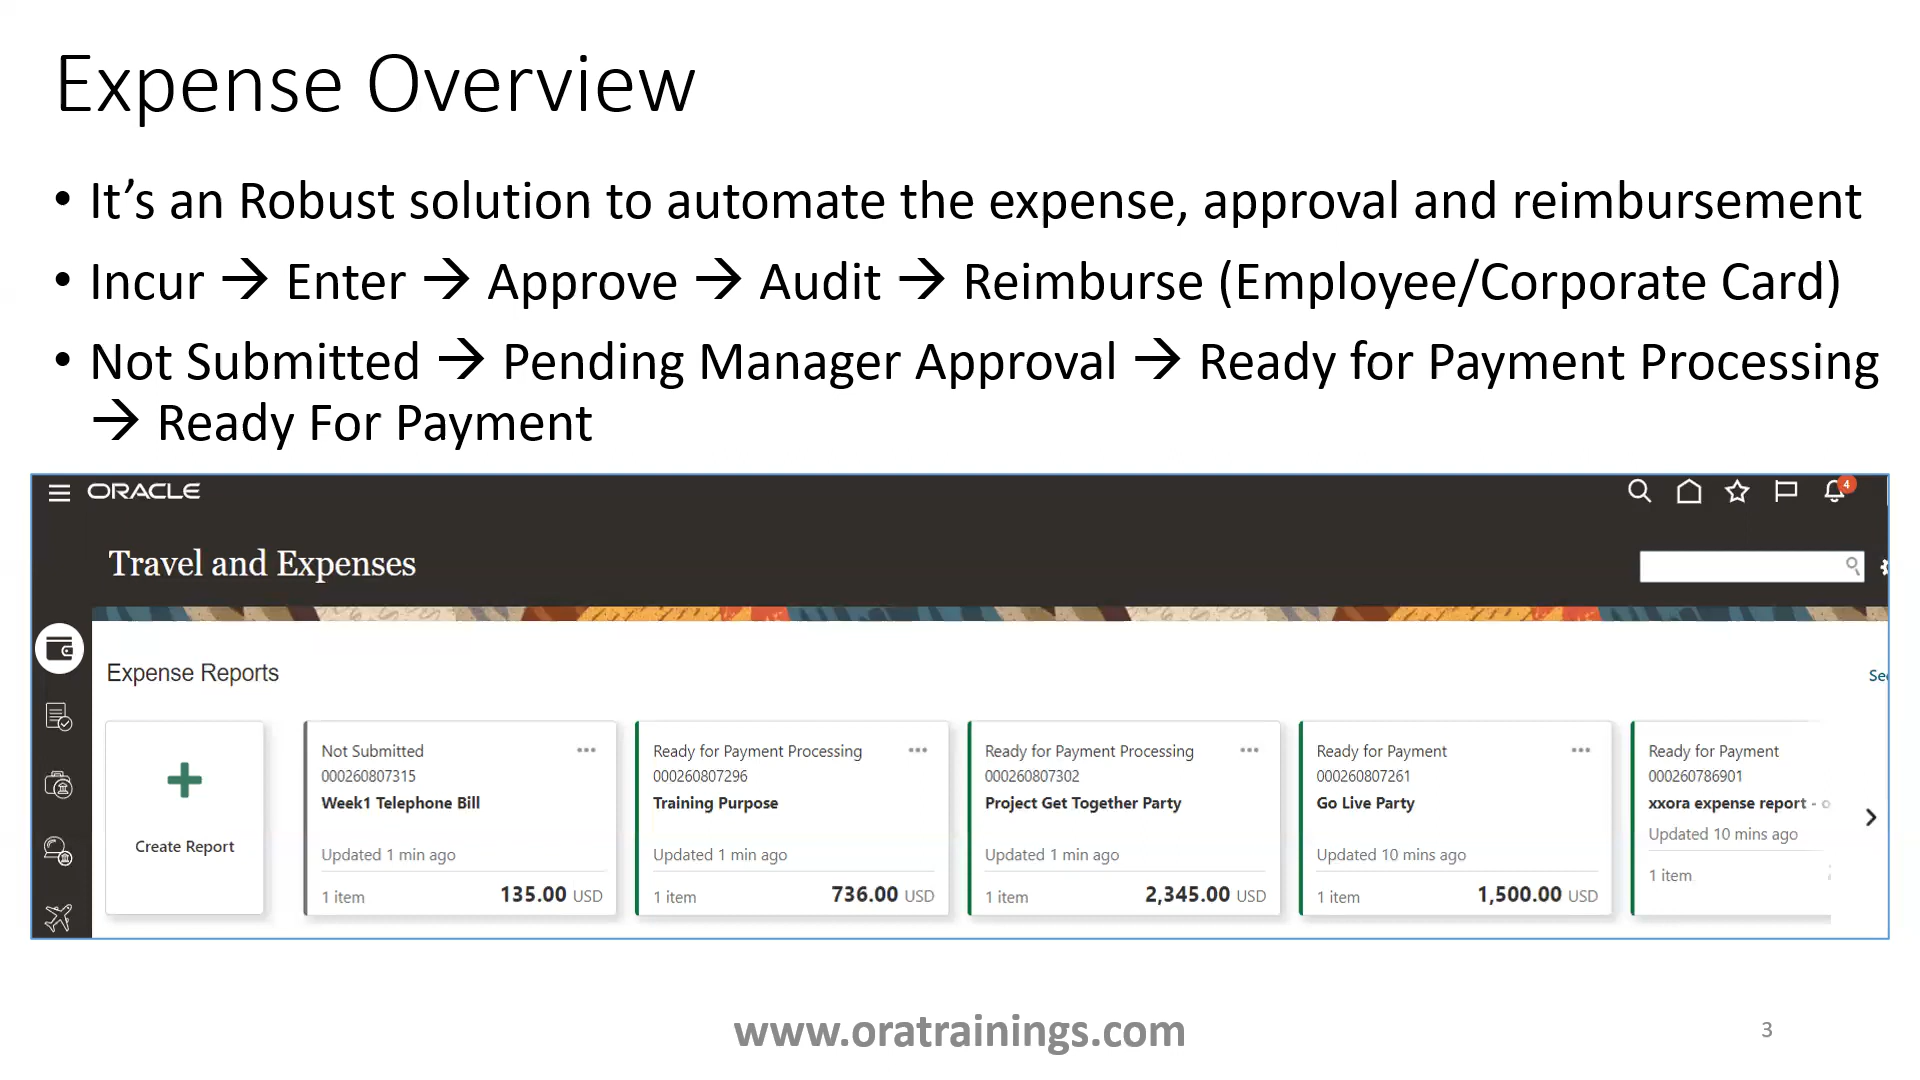 Expense Overview
• It’s an Robust solution to automate the expense, approval and reimbursement
• Incur → Enter → Approve → Audit → Reimburse (Employee/Corporate Card)
• Not Submitted → Pending Manager Approval → Ready for Payment Processing
→ Ready For Payment
ORACLE
4
Travel and Expenses
Expense Reports
Create Report
Not Submitted
000260807315
Week1 Telephone Bill
Updated 1 min ago
1 item 135.00 USD
Ready for Payment Processing
000260807296
Training Purpose
Updated 1 min ago
1 item 736.00 USD
Ready for Payment Processing
000260807302
Project Get Together Party
Updated 1 min ago
1 item 2,345.00 USD
Ready for Payment
000260807261
Go Live Party
Updated 10 mins ago
1 item 1,500.00 USD
Ready for Payment
000260786901
xxora expense report -
Updated 10 mins ago
1 item
www.oratrainings.com
3